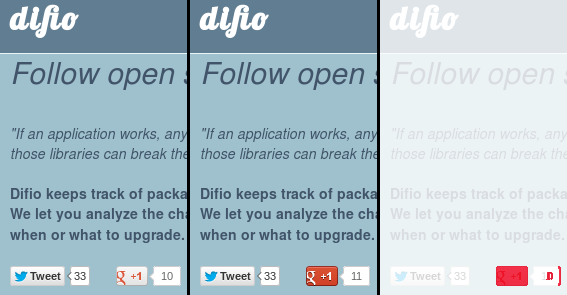 difio
Follow open s
"If an application works, any
those libraries can break the
Difio keeps track of packa
We let you analyze the cha
when or what to upgrade.
Tweet 33 g +1 10
difio
Follow open s
"If an application works, any
those libraries can break the
Difio keeps track of packa
We let you analyze the cha
when or what to upgrade.
Tweet 33 g +1 11
difio
Follow open s
"If an application works, any
those libraries can break the
Difio keeps track of packa
We let you analyze the cha
when or what to upgrade.
Tweet 33 g +1